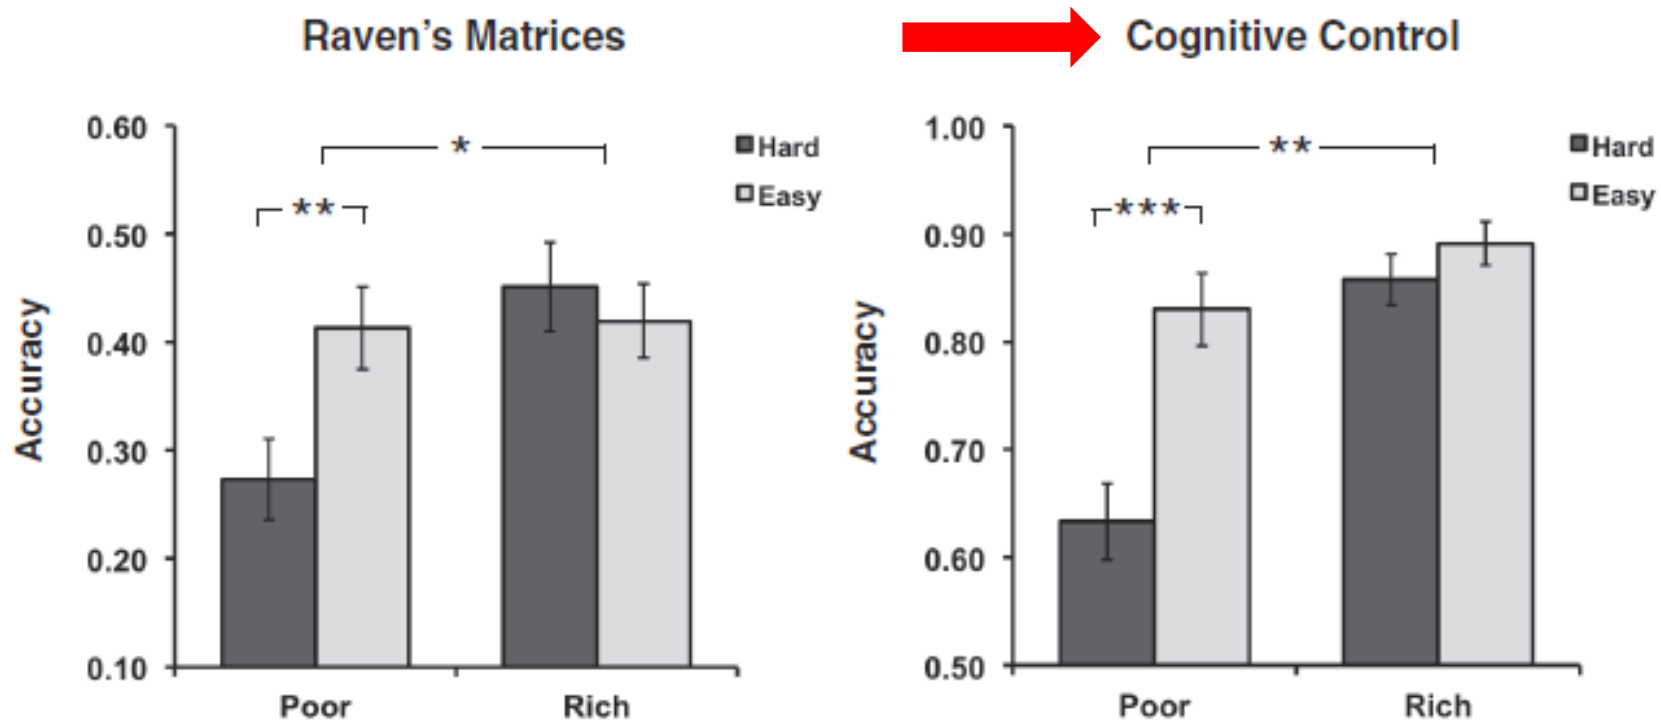 Raven's Matrices
Accuracy
0.60
0.50
0.40
0.30
0.20
0.10
*
**
Hard
Easy
Poor Rich
Cognitive Control
Accuracy
1.00
0.90
0.80
0.70
0.60
0.50
**
***
Hard
Easy
Poor Rich